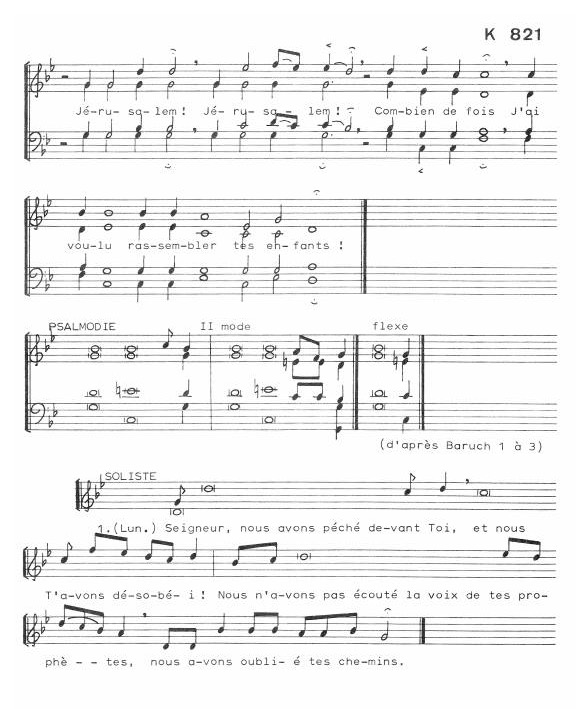 K 821
Jé-ru-sa-lem! Jé-ru-sa - lem! Com-bien de fois J'ai
vou-lu ras-sem-bler tes en-fants !
PSALMODIE II mode flexe
(d'après Baruch 1 à 3)
SOLISTE
1.(Lun.) Seigneur, nous avons péché de-vant Toi, et nous
T'a-vons dé-so-bé- i! Nous n'a-vons pas écouté la voix de tes pro-
phè - - tes, nous a-vons oubli- é tes che-mins.